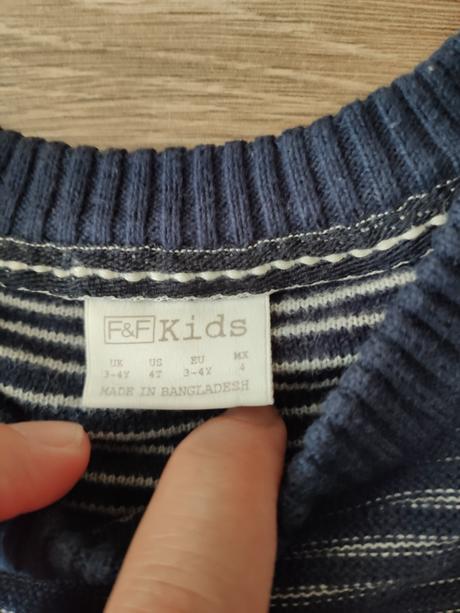 F&F Kids
UK US EU MX
3-4Y 4T 3-4Y 4
MADE IN BANGLADESH